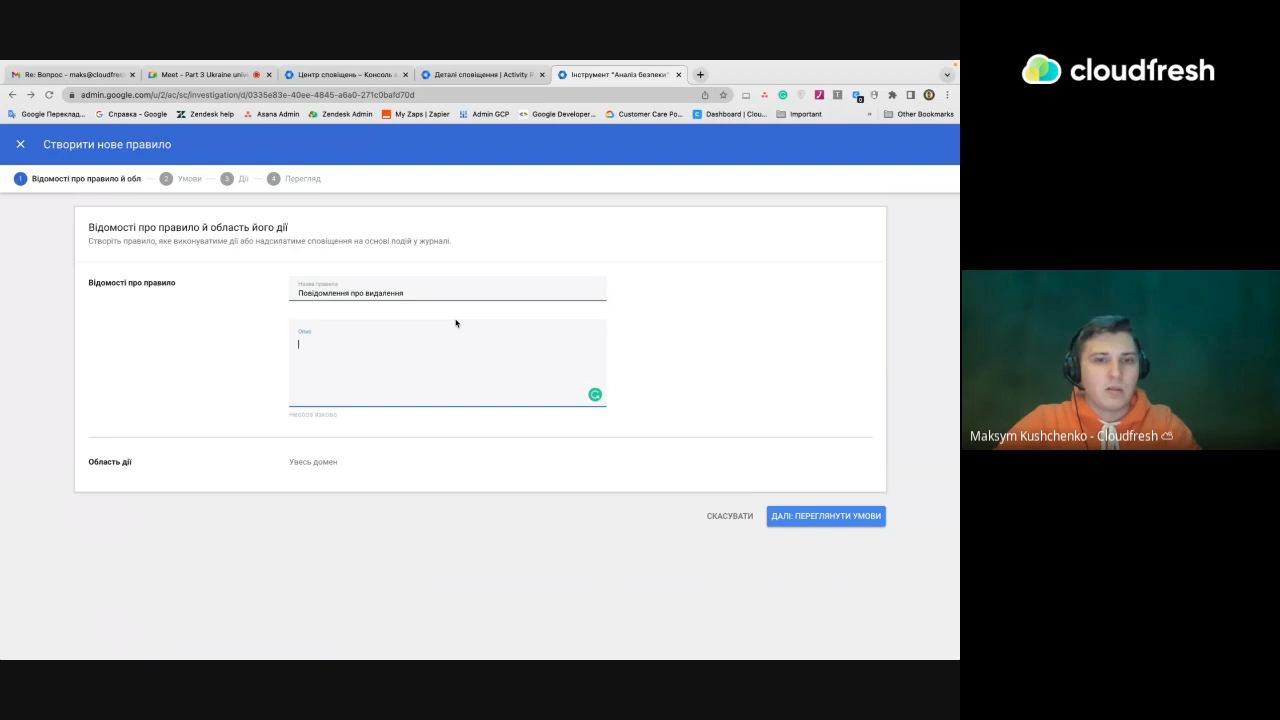 cloudfresh
Re: Вопрос - maks@cloudfres
Meet - Part 3 Ukraine unive
Центр сповіщень – Консоль а
Деталі сповіщення | Activity R
Інструмент "Аналіз безпеки"
admin.google.com/u/2/ac/sc/investigation/d/0335e83e-40ee-4845-a6a0-271c0bafd70d
Google Переклад...
Справка - Google
Zendesk help
Asana Admin
Zendesk Admin
My Zaps | Zapier
Admin GCP
Google Developer...
Customer Care Po...
Dashboard | Clou...
Important
»
Other Bookmarks
Створити нове правило
1 Відомості про правило й обл
2 Умови
3 Дії
4 Перегляд
Відомості про правило й область його дії
Створіть правило, яке виконуватиме дії або надсилатиме сповіщення на основі подій у журналі.
Відомості про правило
Назва правила
Повідомлення про видалення
Опис
Необов'язково
Область дії
Увесь домен
СКАСУВАТИ
ДАЛІ: ПЕРЕГЛЯНУТИ УМОВИ
Maksym Kushchenko - Cloudfresh